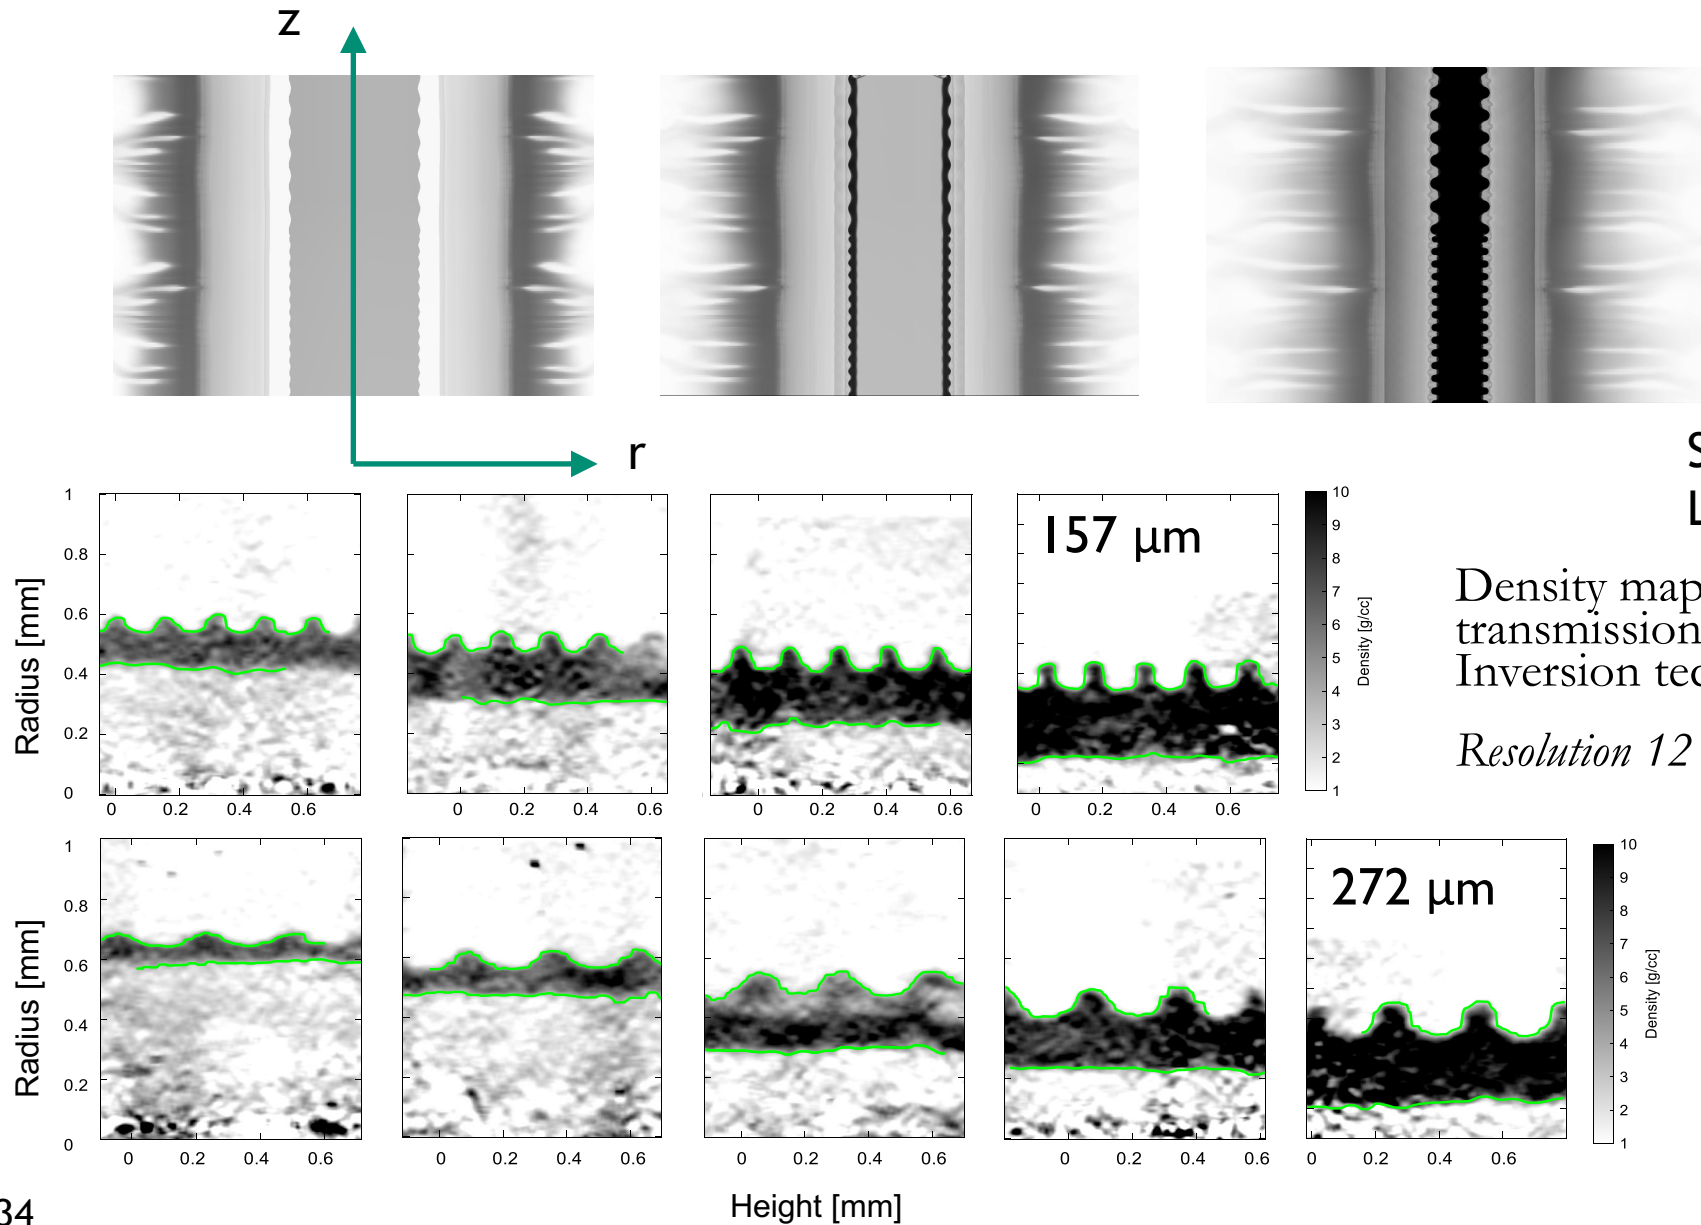 z
r
S
L
157 μm
Density map
transmission
Inversion tec
Resolution 12
1
0.8
0.6
0.4
0.2
0
Radius [mm]
0 0.2 0.4 0.6
0 0.2 0.4 0.6
0 0.2 0.4 0.6
0 0.2 0.4 0.6
10
9
8
7
6
5
4
3
2
1
Density [g/cc]
272 μm
1
0.8
0.6
0.4
0.2
0
Radius [mm]
0 0.2 0.4 0.6
0 0.2 0.4 0.6
0 0.2 0.4 0.6
0 0.2 0.4 0.6
0 0.2 0.4 0.6
10
9
8
7
6
5
4
3
2
1
Density [g/cc]
Height [mm]
34